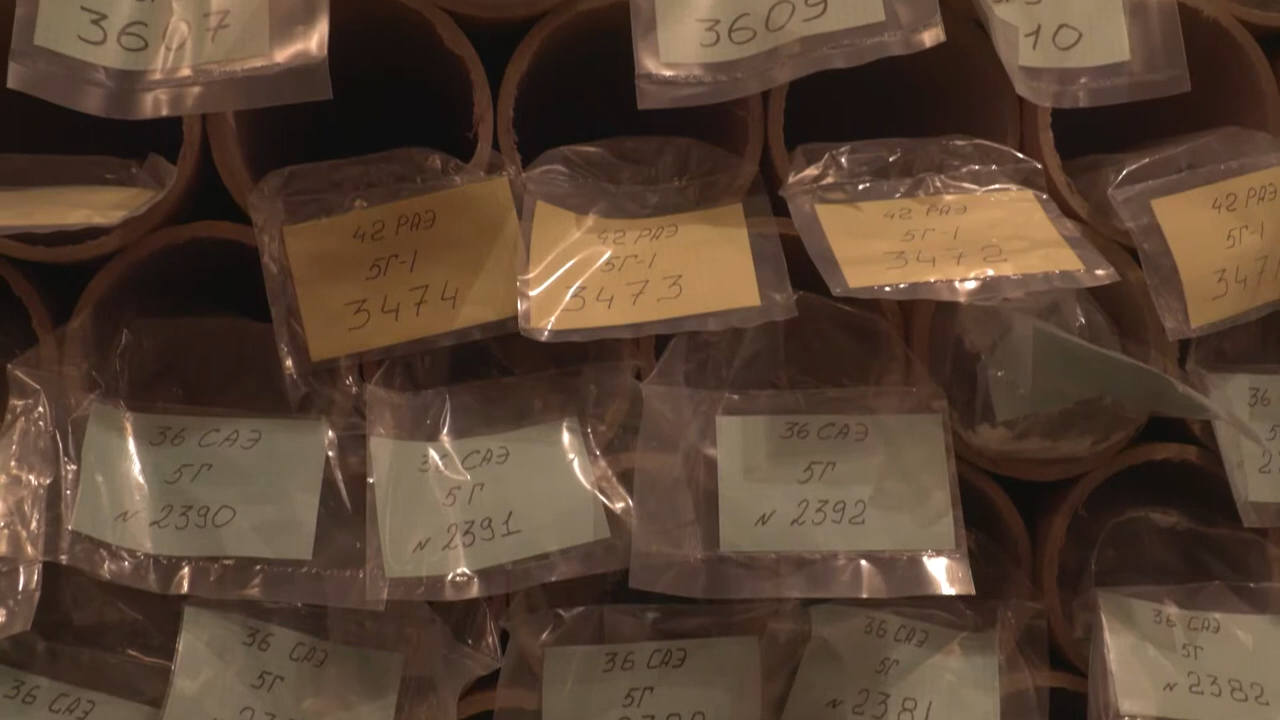 3607
3609
10
42 РАЭ
5Г-1
3474
42 РАЭ
5Г-1
3473
42 РАЭ
5Г-1
3472
42 РАЭ
5Г-1
36 САЭ
5Г
N 2390
36 САЭ
5Г
N 2391
36 САЭ
5Г
N 2392
36
36 САЭ
36 САЭ
5Г
36 САЭ
5Г
36 САЭ
5Г
N 2381
36 САЭ
5Г
N 2382